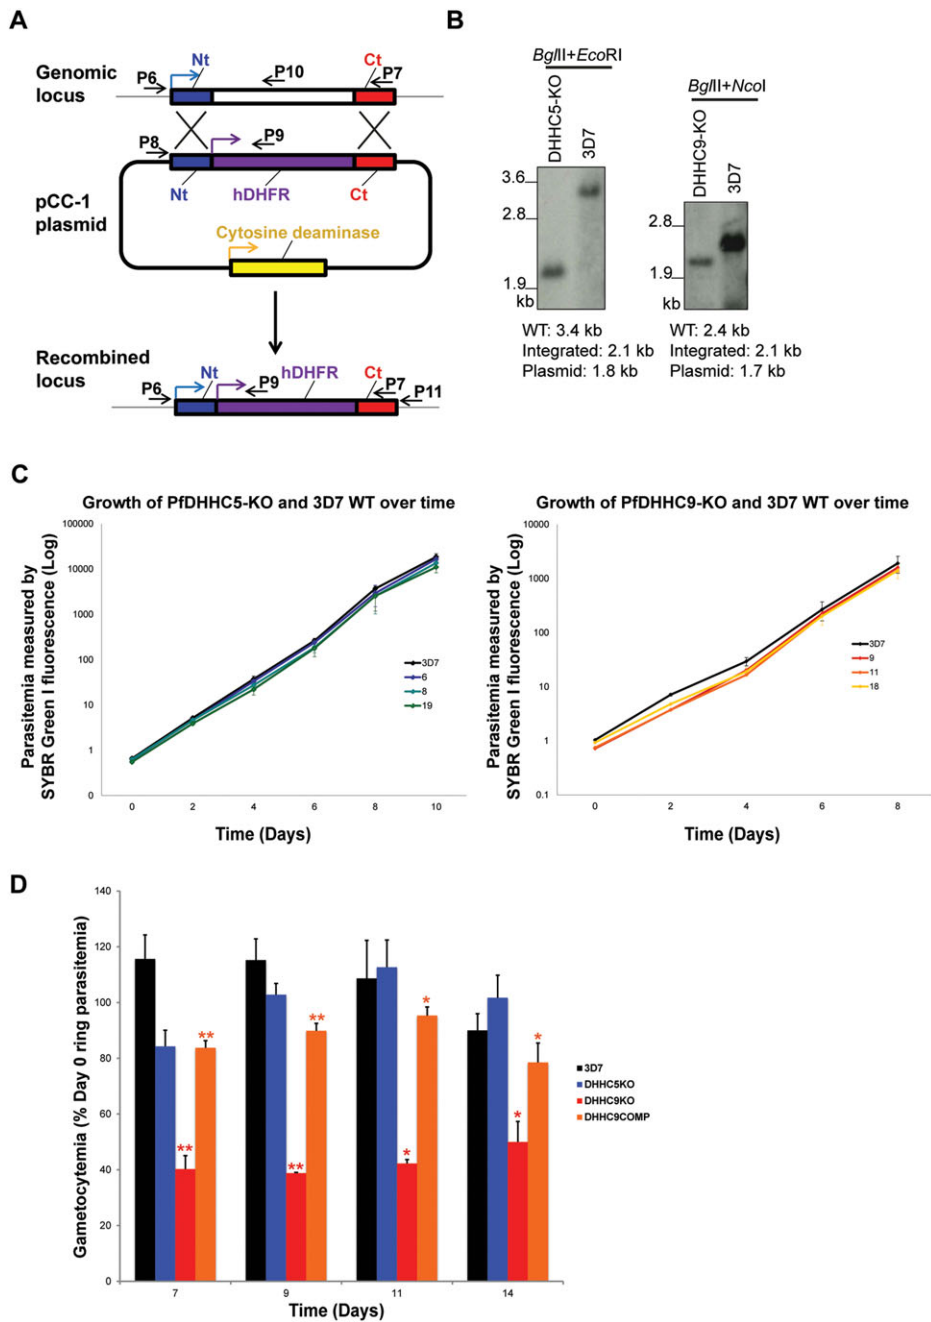 A
Nt
Ct
P10
P7
Genomic
locus
P6
P9
P8
Nt
hDHFR
Ct
pCC-1
plasmid
Cytosine deaminase
Recombined
locus
hDHFR
Nt
Ct
P6
P9
P7
P11
B
BglII+EcoRI
DHHC5-KO
3D7
3.6
2.8
1.9
kb
WT: 3.4 kb
Integrated: 2.1 kb
Plasmid: 1.8 kb
BglII+NcoI
DHHC9-KO
3D7
2.8
1.9
kb
WT: 2.4 kb
Integrated: 2.1 kb
Plasmid: 1.7 kb
C
Growth of PfDHHC5-KO and 3D7 WT over time
Parasitemia measured by
SYBR Green I fluorescence (Log)
100000
10000
1000
100
10
1
0
0 2 4 6 8 10
Time (Days)
3D7
6
8
19
Growth of PfDHHC9-KO and 3D7 WT over time
Parasitemia measured by
SYBR Green I fluorescence (Log)
10000
1000
100
10
1
0.1
0 2 4 6 8
Time (Days)
3D7
9
11
18
D
Gametocytemia (% Day 0 ring parasitemia)
140
120
100
80
60
40
20
0
** ** ** ** * * * *
7 9 11 14
Time (Days)
3D7
DHHC5KO
DHHC9KO
DHHC9COMP